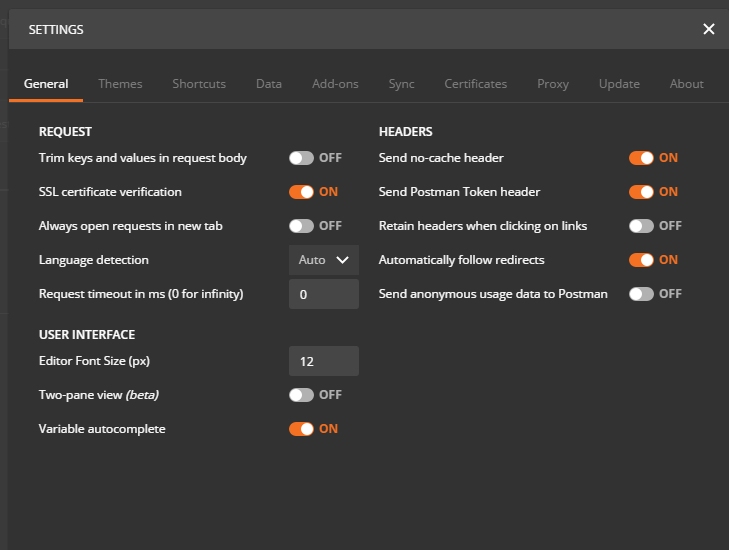 SETTINGS
General Themes Shortcuts Data Add-ons Sync Certificates Proxy Update About
REQUEST
Trim keys and values in request body OFF
SSL certificate verification ON
Always open requests in new tab OFF
Language detection Auto
Request timeout in ms (0 for infinity) 0
USER INTERFACE
Editor Font Size (px) 12
Two-pane view (beta) OFF
Variable autocomplete ON
HEADERS
Send no-cache header ON
Send Postman Token header ON
Retain headers when clicking on links OFF
Automatically follow redirects ON
Send anonymous usage data to Postman OFF